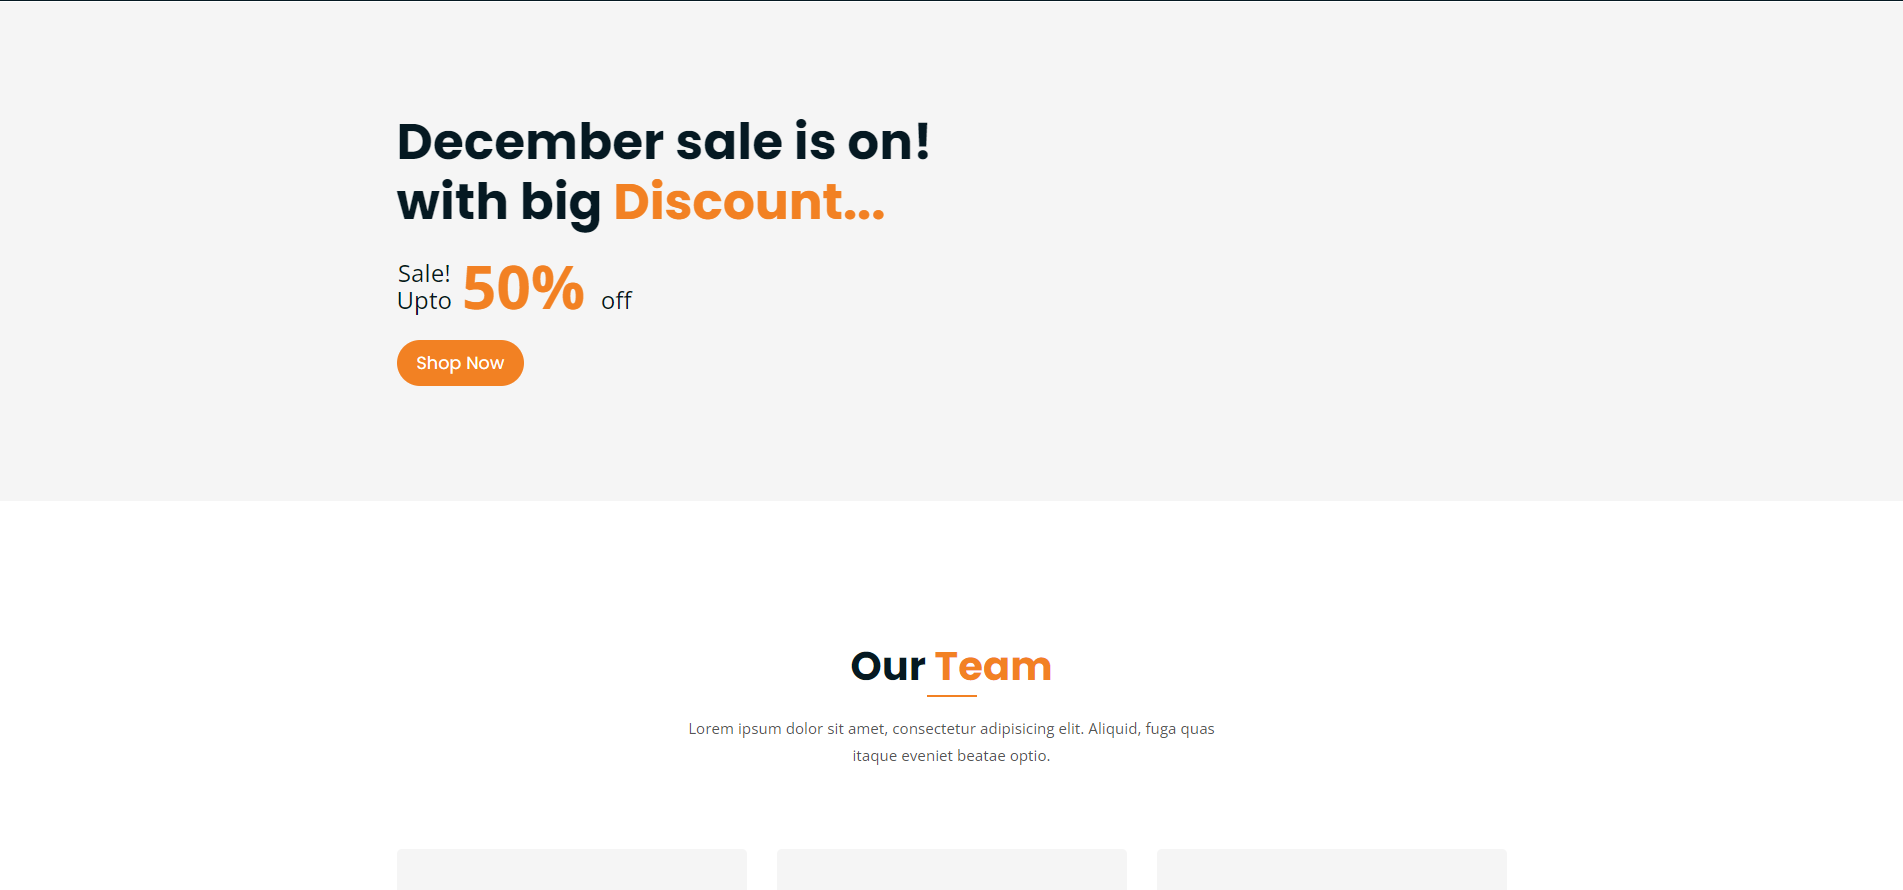 December sale is on!
with big Discount...
Sale!
Upto 50% off
Shop Now
Our Team
Lorem ipsum dolor sit amet, consectetur adipisicing elit. Aliquid, fuga quas
itaque eveniet beatae optio.